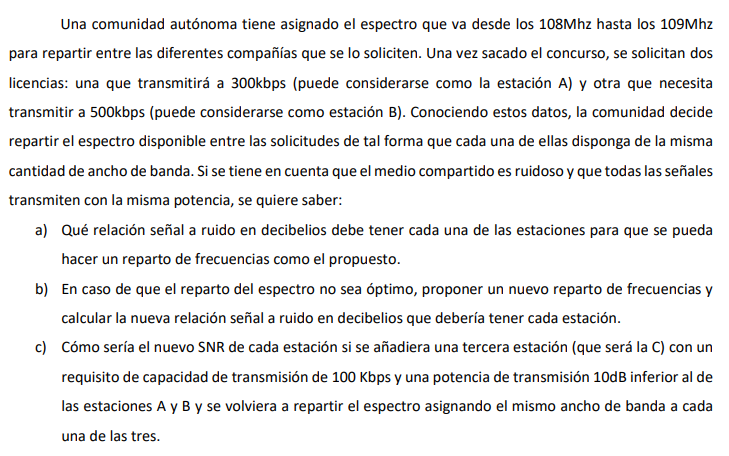 Una comunidad autónoma tiene asignado el espectro que va desde los 108Mhz hasta los 109Mhz
para repartir entre las diferentes compañías que se lo soliciten. Una vez sacado el concurso, se solicitan dos
licencias: una que transmitirá a 300kbps (puede considerarse como la estación A) y otra que necesita
transmitir a 500kbps (puede considerarse como estación B). Conociendo estos datos, la comunidad decide
repartir el espectro disponible entre las solicitudes de tal forma que cada una de ellas disponga de la misma
cantidad de ancho de banda. Si se tiene en cuenta que el medio compartido es ruidoso y que todas las señales
transmiten con la misma potencia, se quiere saber:
a) Qué relación señal a ruido en decibelios debe tener cada una de las estaciones para que se pueda
hacer un reparto de frecuencias como el propuesto.
b) En caso de que el reparto del espectro no sea óptimo, proponer un nuevo reparto de frecuencias y
calcular la nueva relación señal a ruido en decibelios que debería tener cada estación.
c) Cómo sería el nuevo SNR de cada estación si se añadiera una tercera estación (que será la C) con un
requisito de capacidad de transmisión de 100 Kbps y una potencia de transmisión 10dB inferior al de
las estaciones A y B y se volviera a repartir el espectro asignando el mismo ancho de banda a cada
una de las tres.